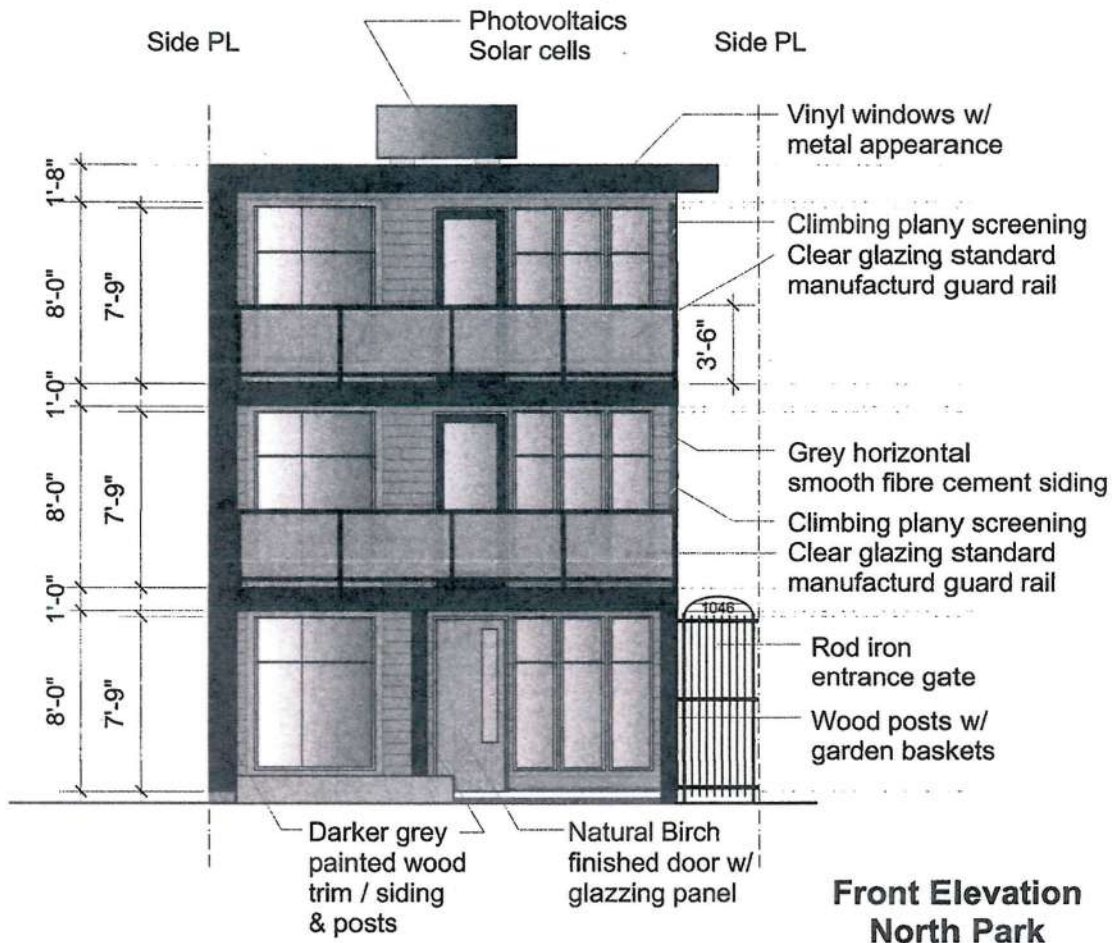 Side PL
Photovoltaics
Solar cells
Side PL
Vinyl windows w/
metal appearance
Climbing plany screening
Clear glazing standard
manufacturd guard rail
3'-6"
Grey horizontal
smooth fibre cement siding
Climbing plany screening
Clear glazing standard
manufacturd guard rail
1046
Rod iron
entrance gate
Wood posts w/
garden baskets
1'-8"
8'-0"
7'-9"
1'-0"
8'-0"
7'-9"
1'-0"
8'-0"
7'-9"
Darker grey
painted wood
trim / siding
& posts
Natural Birch
finished door w/
glazzing panel
Front Elevation
North Park